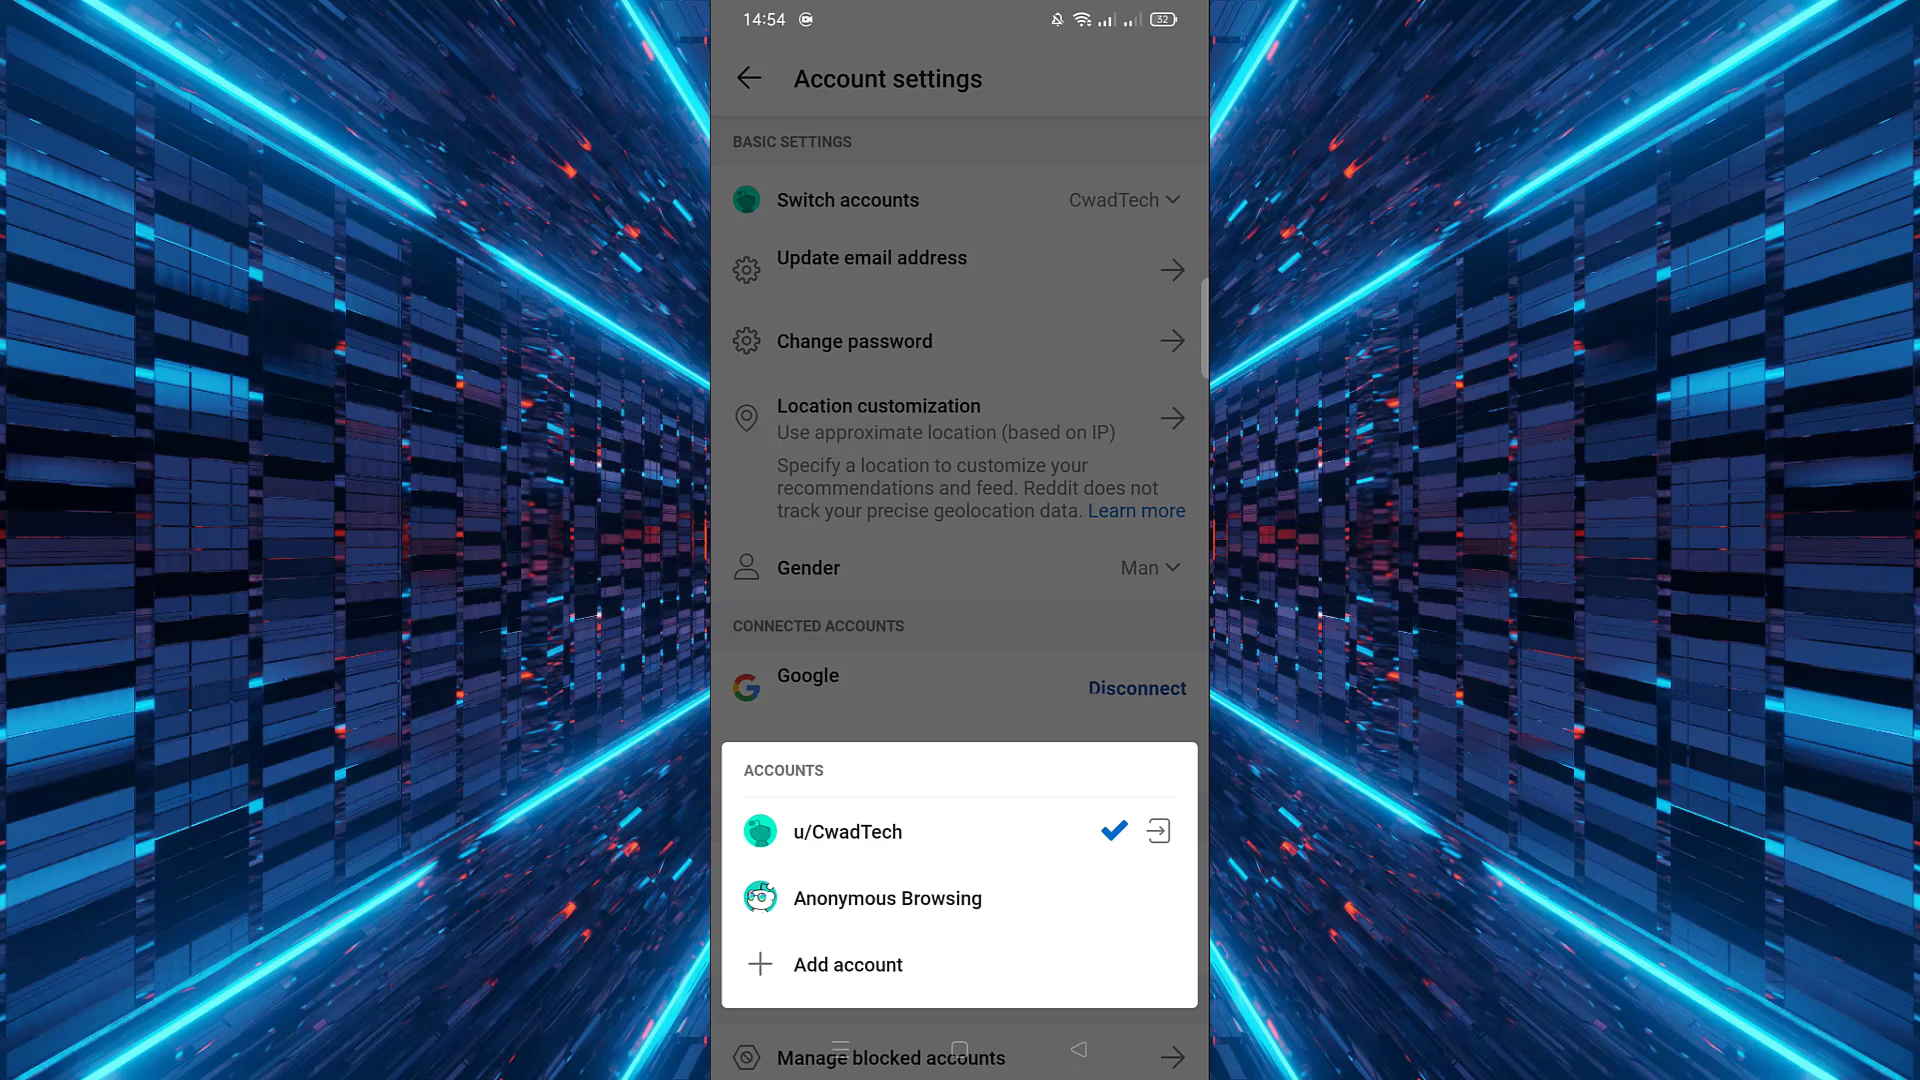 14:54
32
Account settings
BASIC SETTINGS
Switch accounts CwadTech
Update email address
Change password
Location customization
Use approximate location (based on IP)
Specify a location to customize your
recommendations and feed. Reddit does not
track your precise geolocation data. Learn more
Gender Man
CONNECTED ACCOUNTS
Google
Disconnect
ACCOUNTS
u/CwadTech
Anonymous Browsing
Add account
Manage blocked accounts